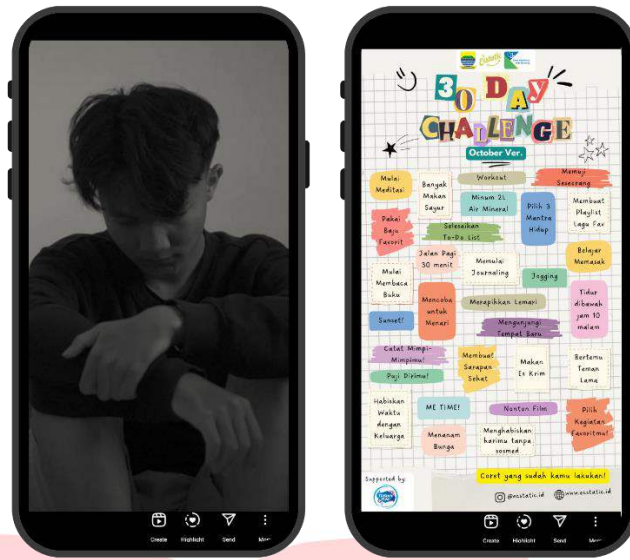 Create Highlight Send
30 DAY
CHALLENGE
October Ver.
Mulai
Meditasi
Banyak
Makan
Sayur
Workout
Memuji
Seseorang
Minum 2L
Air Mineral
Pilih 3
Mantra
Hidup
Membuat
Playlist
Lagu Fav
Pakai
Baju
Favorit
Selesaikan
To-Do List
Jalan Pagi
30 menit
Memulai
Journaling
Belajar
Memasak
Mulai
Membaca
Buku
Jogging
Mencoba
untuk
Menari
Merapihkan Lemari
Tidur
dibawah
jam 10
malam
Sunset!
Mengunjungi
Tempat Baru
Catat Mimpi-
Mimpimu!
Membuat
Sarapan
Sehat
Makan
Es Krim
Bertemu
Teman
Lama
Puji Dirimu!
Habiskan
Waktu
dengan
Keluarga
ME TIME!
Nonton Film
Pilih
Kegiatan
Favoritmu!
Menanam
Bunga
Menghabiskan
harimu tanpa
sosmed
Supported by:
Coret yang sudah kamu lakukan!
@ecstatic.id www.ecstatic.id
Create Highlight Send